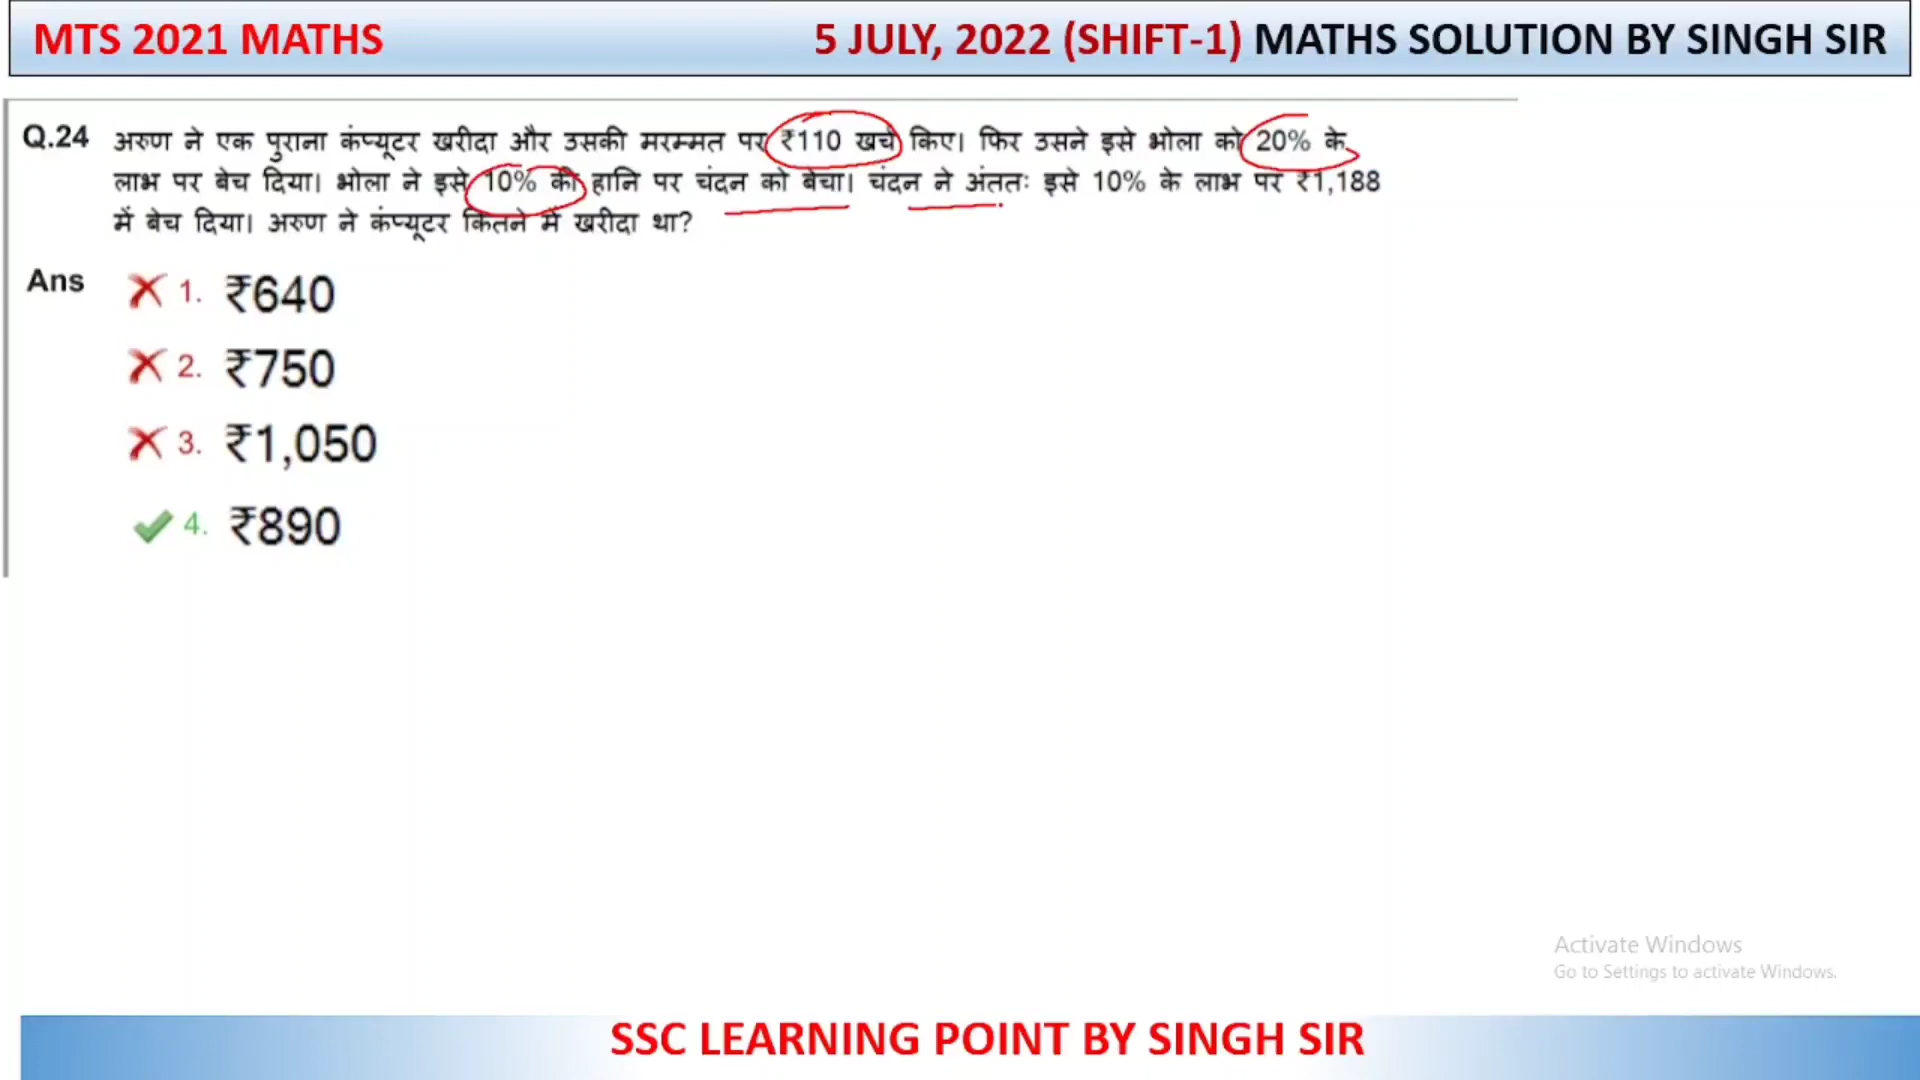 MTS 2021 MATHS 5 JULY, 2022 (SHIFT-1) MATHS SOLUTION BY SINGH SIR
Q.24 अरुण ने एक पुराना कंप्यूटर खरीदा और उसकी मरम्मत पर ₹110 खर्च किए। फिर उसने इसे भोला को 20% के
लाभ पर बेच दिया। भोला ने इसे 10% की हानि पर चंदन को बेचा। चंदन ने अंततः इसे 10% के लाभ पर ₹1,188
में बेच दिया। अरुण ने कंप्यूटर कितने में खरीदा था?
Ans 1. ₹640
2. ₹750
3. ₹1,050
4. ₹890
Activate Windows
Go to Settings to activate Windows.
SSC LEARNING POINT BY SINGH SIR